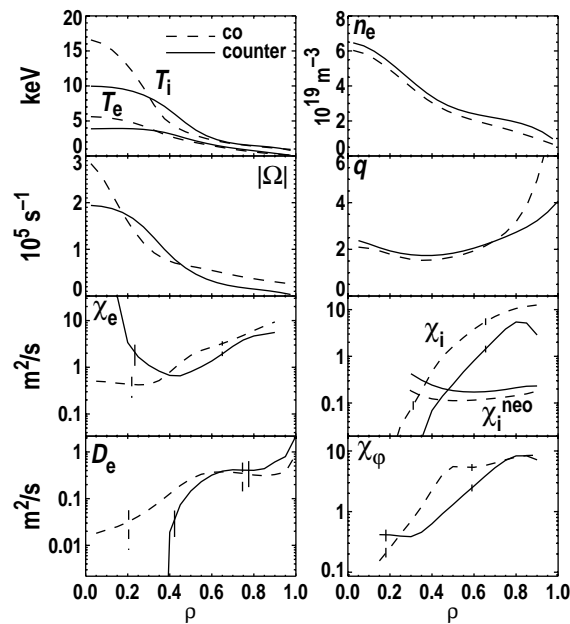 20
15
10
5
0
keV
T_i
T_e
co
counter
8
6
4
2
0
10^19 m^−3
n_e
3
2
1
0
10^5 s^−1
|Ω|
6
4
2
0
q
10
1
0.1
m^2/s
χ_e
10
1
0.1
χ_i
χ_i^neo
1
0.1
0.01
m^2/s
D_e
0.0 0.2 0.4 0.6 0.8 1.0
ρ
10
1
0.1
χ_φ
0.0 0.2 0.4 0.6 0.8 1.0
ρ